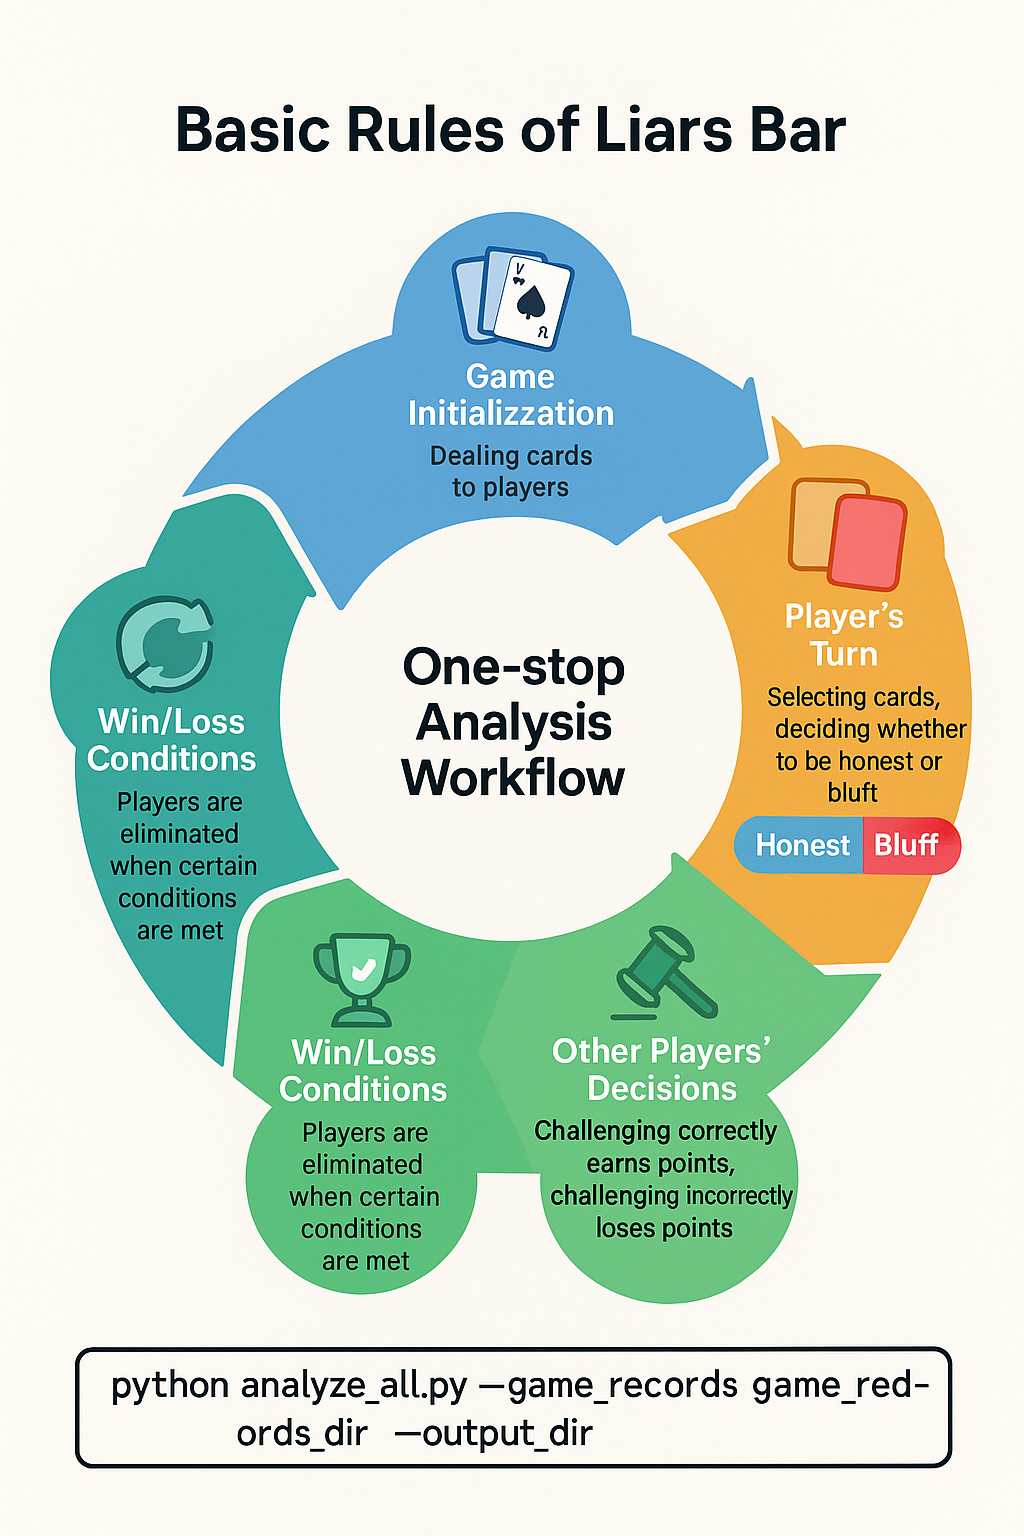 Basic Rules of Liars Bar
Game
Initializzation
Dealing cards
to players
Player's
Turn
Selecting cards,
deciding whether
to be honest or
bluft
Honest Bluff
One-stop
Analysis
Workflow
Win/Loss
Conditions
Players are
eliminated
when certain
conditions
are met
Win/Loss
Conditions
Players are
eliminated
when certain
conditions
are met
Other Players'
Decisions
Challenging correctly
earns points,
challenging incorrectly
loses points
python analyze_all.py —game_records game_red-
ords_dir —output_dir